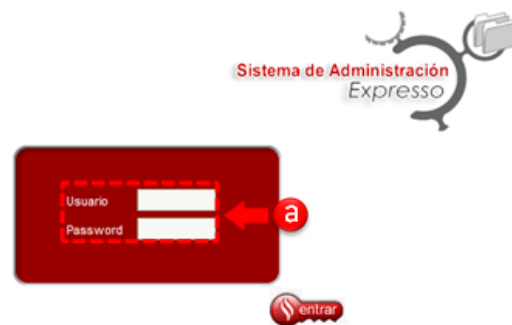 Sistema de Administración
Expresso
Usuario
Password
a
entrar